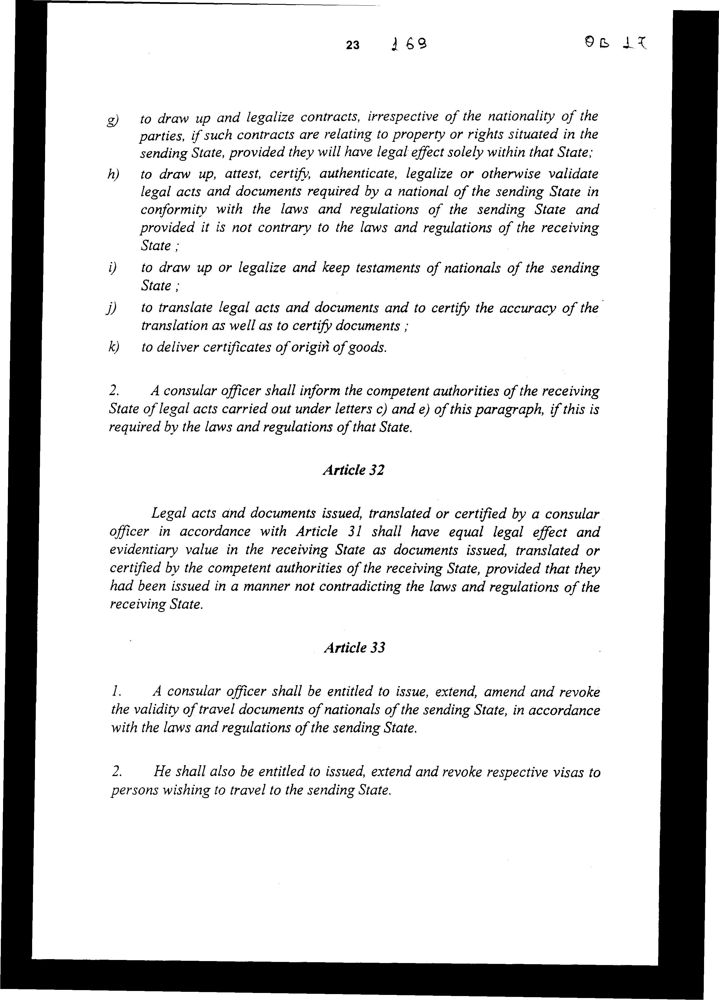 23 169 ΘΒ 17
g) to draw up and legalize contracts, irrespective of the nationality of the
parties, if such contracts are relating to property or rights situated in the
sending State, provided they will have legal effect solely within that State;
h) to draw up, attest, certify, authenticate, legalize or otherwise validate
legal acts and documents required by a national of the sending State in
conformity with the laws and regulations of the sending State and
provided it is not contrary to the laws and regulations of the receiving
State ;
i) to draw up or legalize and keep testaments of nationals of the sending
State ;
j) to translate legal acts and documents and to certify the accuracy of the
translation as well as to certify documents ;
k) to deliver certificates of origin of goods.
2. A consular officer shall inform the competent authorities of the receiving
State of legal acts carried out under letters c) and e) of this paragraph, if this is
required by the laws and regulations of that State.
Article 32
Legal acts and documents issued, translated or certified by a consular
officer in accordance with Article 31 shall have equal legal effect and
evidentiary value in the receiving State as documents issued, translated or
certified by the competent authorities of the receiving State, provided that they
had been issued in a manner not contradicting the laws and regulations of the
receiving State.
Article 33
1. A consular officer shall be entitled to issue, extend, amend and revoke
the validity of travel documents of nationals of the sending State, in accordance
with the laws and regulations of the sending State.
2. He shall also be entitled to issued, extend and revoke respective visas to
persons wishing to travel to the sending State.